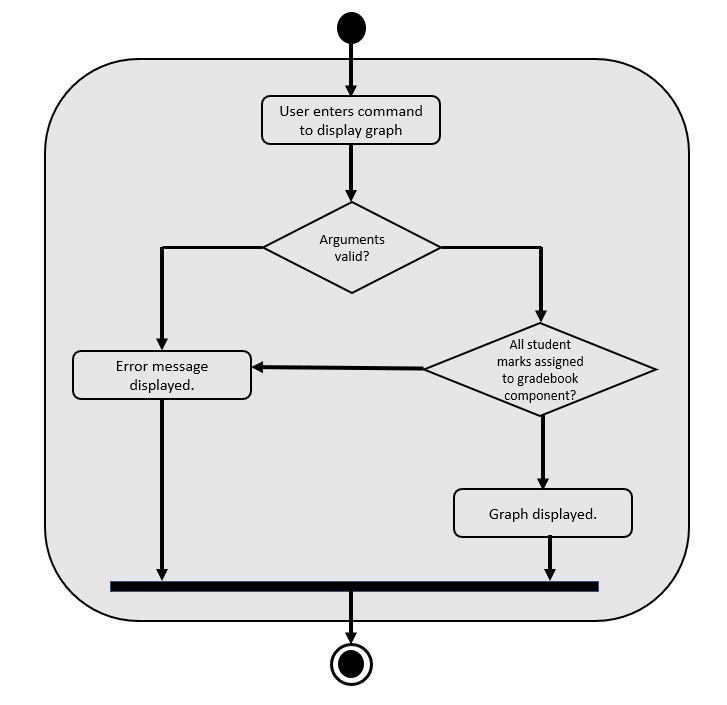 User enters command
to display graph
Arguments
valid?
All student
marks assigned
to gradebook
component?
Error message
displayed.
Graph displayed.